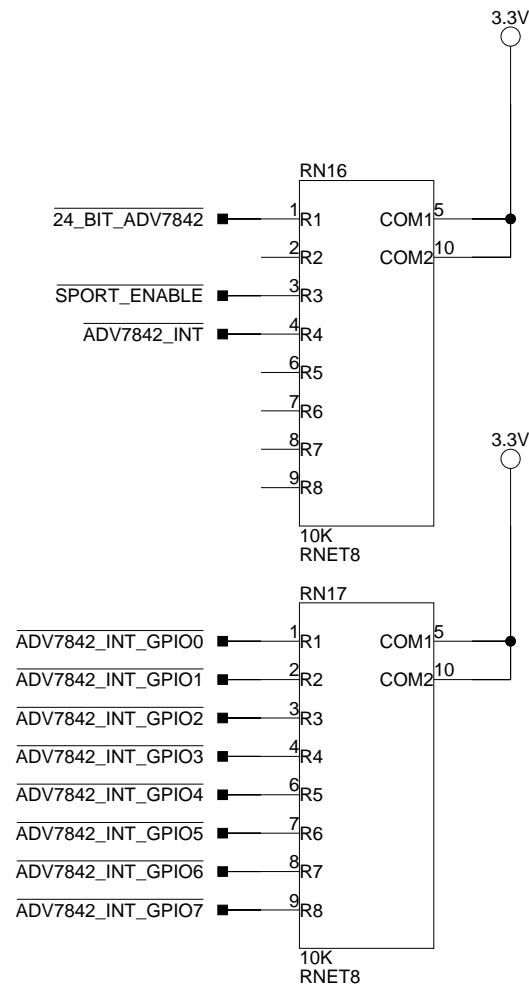 3.3V
RN16
24_BIT_ADV7842 1 R1 COM1 5
2 R2 COM2 10
SPORT_ENABLE 3 R3
ADV7842_INT 4 R4
6 R5
7 R6
8 R7
9 R8
3.3V
10K
RNET8
RN17
ADV7842_INT_GPIO0 1 R1 COM1 5
ADV7842_INT_GPIO1 2 R2 COM2 10
ADV7842_INT_GPIO2 3 R3
ADV7842_INT_GPIO3 4 R4
ADV7842_INT_GPIO4 6 R5
ADV7842_INT_GPIO5 7 R6
ADV7842_INT_GPIO6 8 R7
ADV7842_INT_GPIO7 9 R8
10K
RNET8